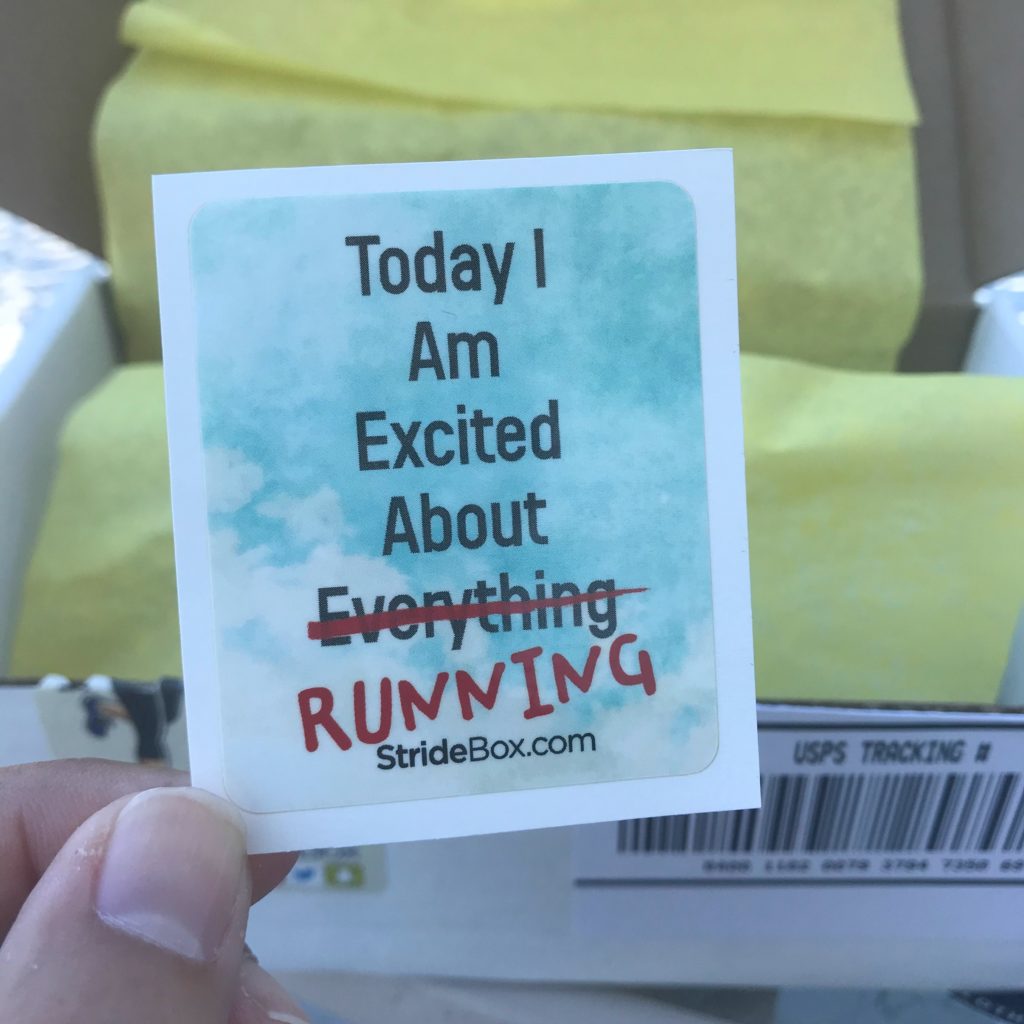 Today I
Am
Excited
About
Everything
RUNNING
StrideBox.com
USPS TRACKING #